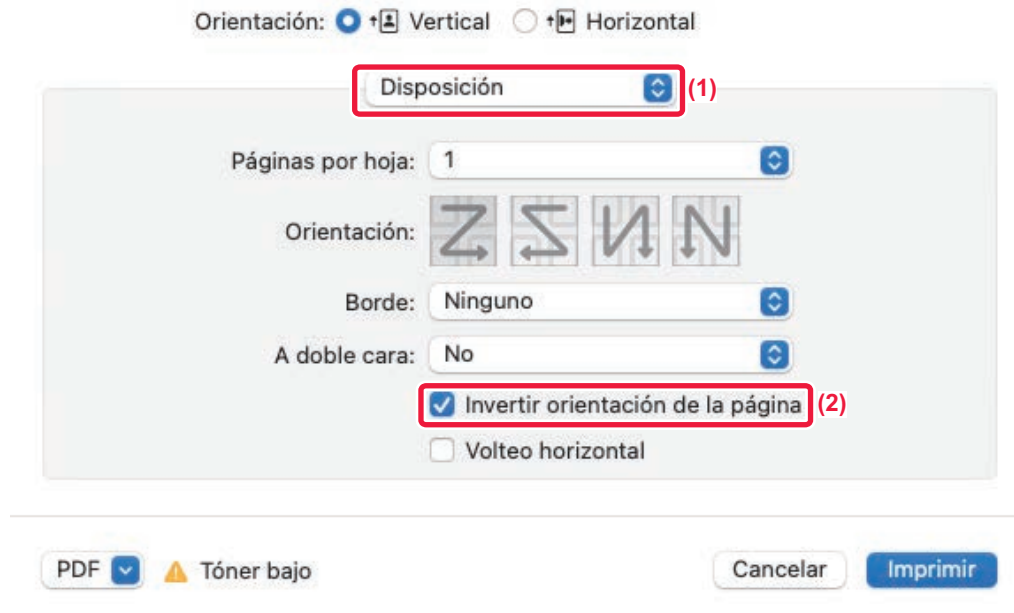 Orientación: Vertical Horizontal
Disposición (1)
Páginas por hoja: 1
Orientación:
Borde: Ninguno
A doble cara: No
Invertir orientación de la página (2)
Volteo horizontal
PDF Tóner bajo Cancelar Imprimir